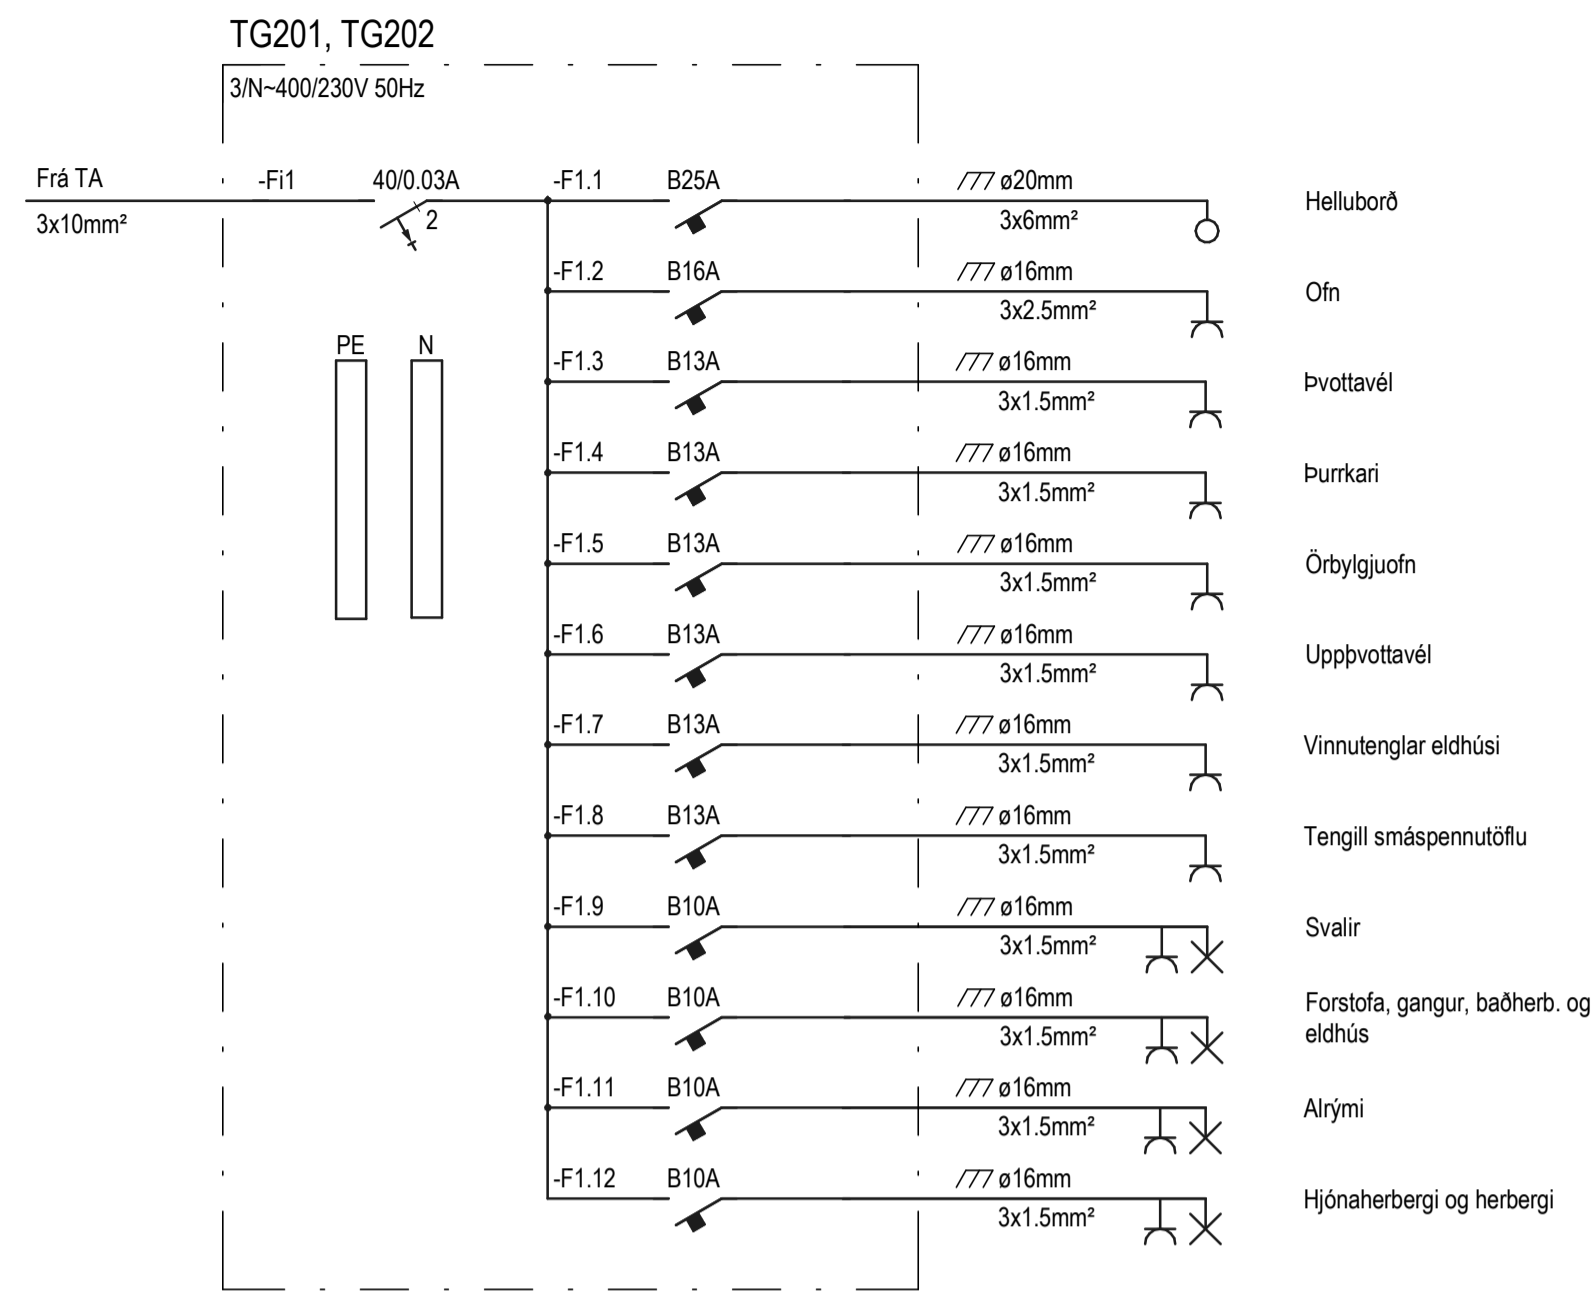 TG201, TG202
3/N~400/230V 50Hz
Frá TA
3x10mm²
-Fi1
40/0.03A
2
PE
N
-F1.1 B25A ø20mm
3x6mm²
Helluborð
-F1.2 B16A ø16mm
3x2.5mm²
Ofn
-F1.3 B13A ø16mm
3x1.5mm²
Þvottavél
-F1.4 B13A ø16mm
3x1.5mm²
Þurrkari
-F1.5 B13A ø16mm
3x1.5mm²
Örbylgjuofn
-F1.6 B13A ø16mm
3x1.5mm²
Uppþvottavél
-F1.7 B13A ø16mm
3x1.5mm²
Vinnutenglar eldhúsi
-F1.8 B13A ø16mm
3x1.5mm²
Tengill smáspennutöflu
-F1.9 B10A ø16mm
3x1.5mm²
Svalir
-F1.10 B10A ø16mm
3x1.5mm²
Forstofa, gangur, baðherb. og
eldhús
-F1.11 B10A ø16mm
3x1.5mm²
Alrými
-F1.12 B10A ø16mm
3x1.5mm²
Hjónaherbergi og herbergi